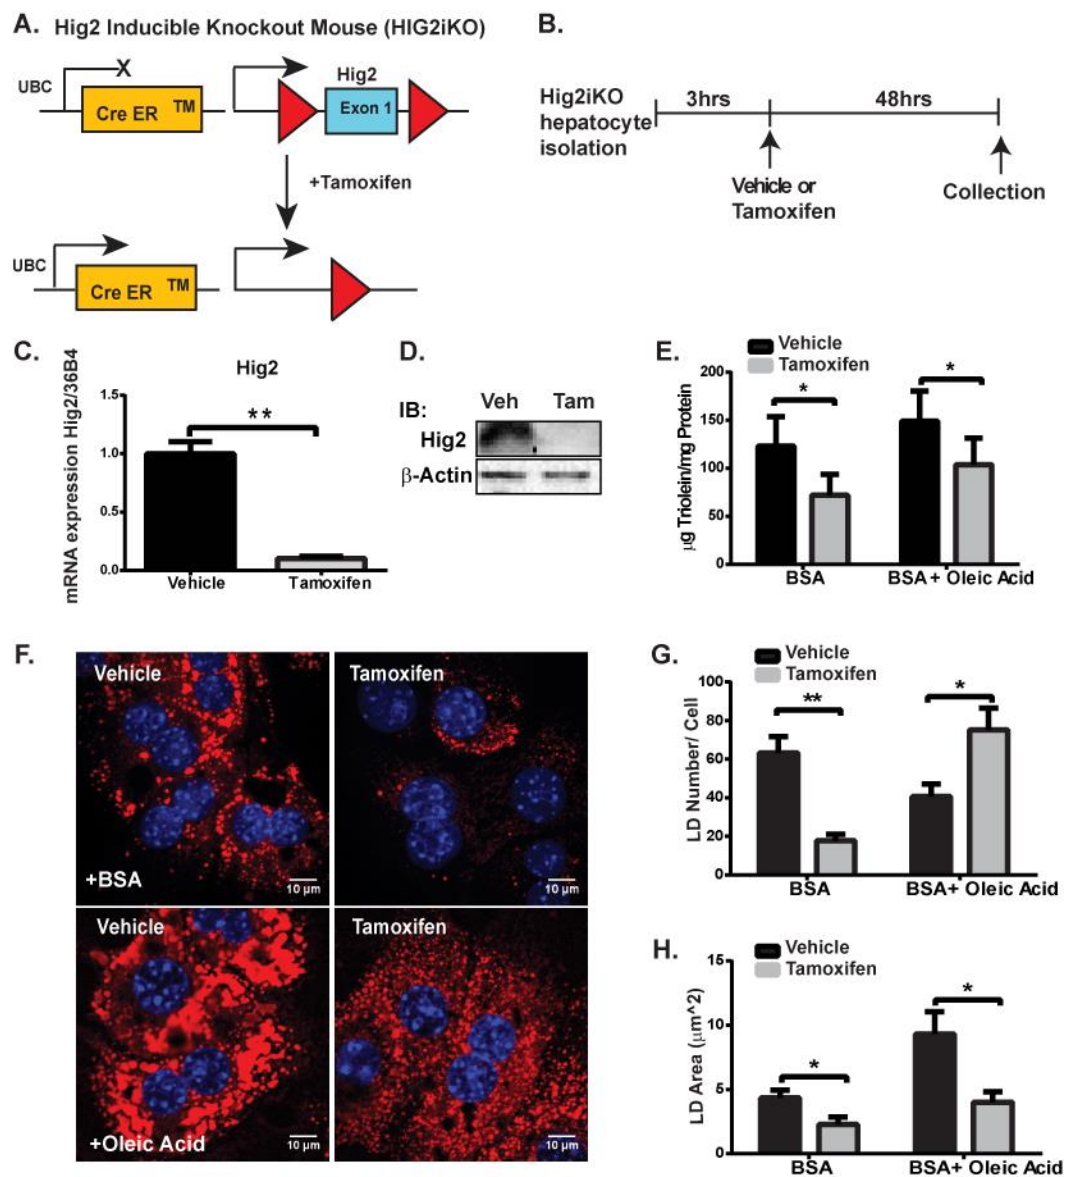 A. Hig2 Inducible Knockout Mouse (HIG2iKO)
UBC
X
Cre ER TM
Hig2
Exon 1
+Tamoxifen
UBC
Cre ER TM
B.
Hig2iKO
hepatocyte
isolation
3hrs
48hrs
Vehicle or
Tamoxifen
Collection
C.
Hig2
mRNA expression Hig2/36B4
1.5
1.0
0.5
0.0
**
Vehicle
Tamoxifen
D.
IB:
Veh
Tam
Hig2
β-Actin
E.
Vehicle
Tamoxifen
µg Triolein/mg Protein
200
150
100
50
0
*
*
BSA
BSA + Oleic Acid
F.
Vehicle
+BSA
10 µm
Tamoxifen
10 µm
Vehicle
+Oleic Acid
10 µm
Tamoxifen
10 µm
G.
Vehicle
Tamoxifen
LD Number/ Cell
100
80
60
40
20
0
**
*
BSA
BSA+ Oleic Acid
H.
Vehicle
Tamoxifen
LD Area (µm^2)
15
10
5
0
*
*
BSA
BSA+ Oleic Acid